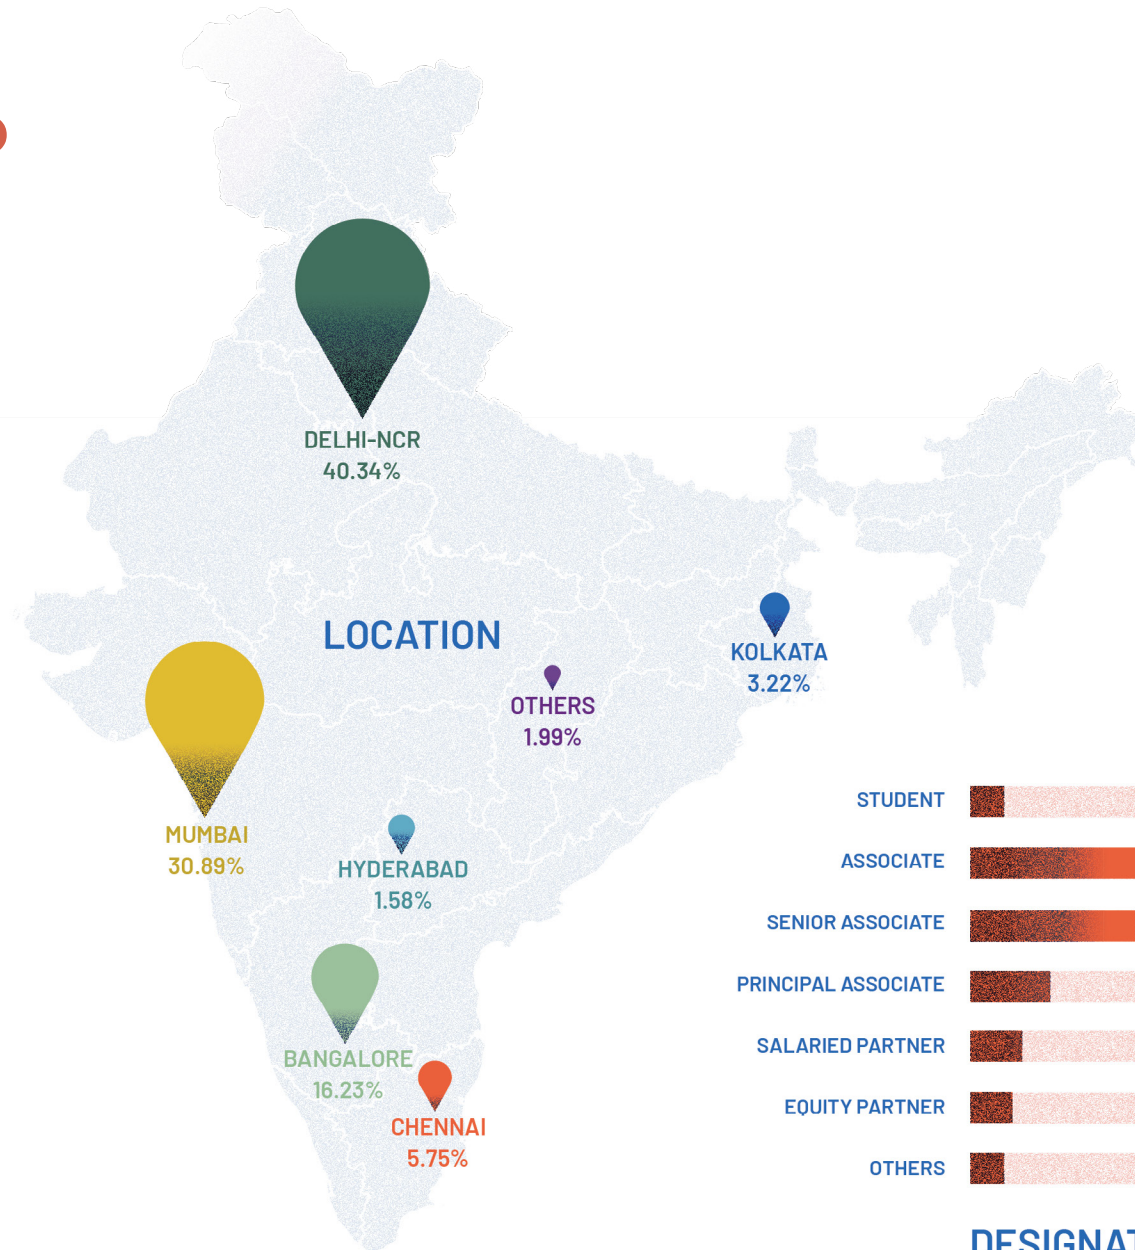 DELHI-NCR
40.34%
LOCATION
KOLKATA
3.22%
OTHERS
1.99%
MUMBAI
30.89%
HYDERABAD
1.58%
BANGALORE
16.23%
CHENNAI
5.75%
STUDENT
ASSOCIATE
SENIOR ASSOCIATE
PRINCIPAL ASSOCIATE
SALARIED PARTNER
EQUITY PARTNER
OTHERS